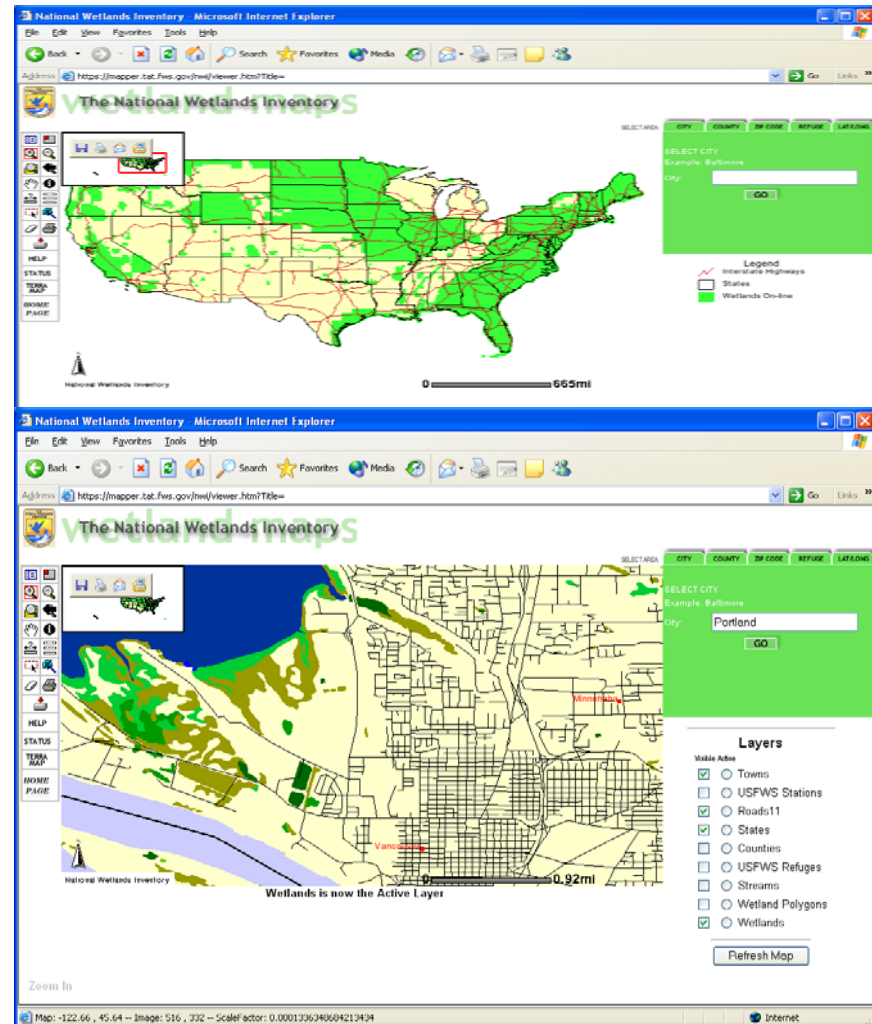 National Wetlands Inventory - Microsoft Internet Explorer
File Edit View Favorites Tools Help
Back Search Favorites Media
Address https://mapper.tat.fws.gov/nwi/viewer.htm?Title= Go Links »
wetland maps
The National Wetlands Inventory
SELECT AREA CITY COUNTY ZIP CODE REFUGE LAT/LONG
SELECT CITY
Example: Baltimore
City:
GO
HELP
STATUS
TERRA MAP
HOME PAGE
Legend
Interstate Highways
States
Wetlands On-line
National Wetlands Inventory
0 665mi
National Wetlands Inventory - Microsoft Internet Explorer
File Edit View Favorites Tools Help
Back Search Favorites Media
Address https://mapper.tat.fws.gov/nwi/viewer.htm?Title= Go Links »
wetland maps
The National Wetlands Inventory
SELECT AREA CITY COUNTY ZIP CODE REFUGE LAT/LONG
SELECT CITY
Example: Baltimore
City: Portland
GO
HELP
STATUS
TERRA MAP
HOME PAGE
Minnehaha
Vancouver
National Wetlands Inventory
0 0.92mi
Wetlands is now the Active Layer
Layers
Visible Active
Towns
USFWS Stations
Roads11
States
Counties
USFWS Refuges
Streams
Wetland Polygons
Wetlands
Refresh Map
Zoom In
Map: -122.66 , 45.64 -- Image: 516 , 332 -- ScaleFactor: 0.0001336348684213434
Internet